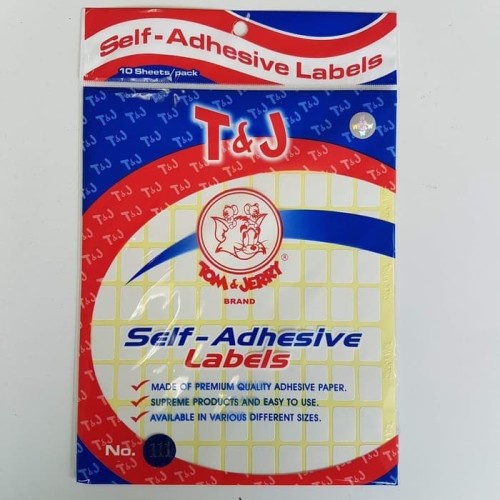 Self-Adhesive Labels
10 Sheets/pack
T&J
TOM & JERRY
®
BRAND
Self-Adhesive
Labels
MADE OF PREMIUM QUALITY ADHESIVE PAPER.
SUPREME PRODUCTS AND EASY TO USE.
AVAILABLE IN VARIOUS DIFFERENT SIZES.
No.